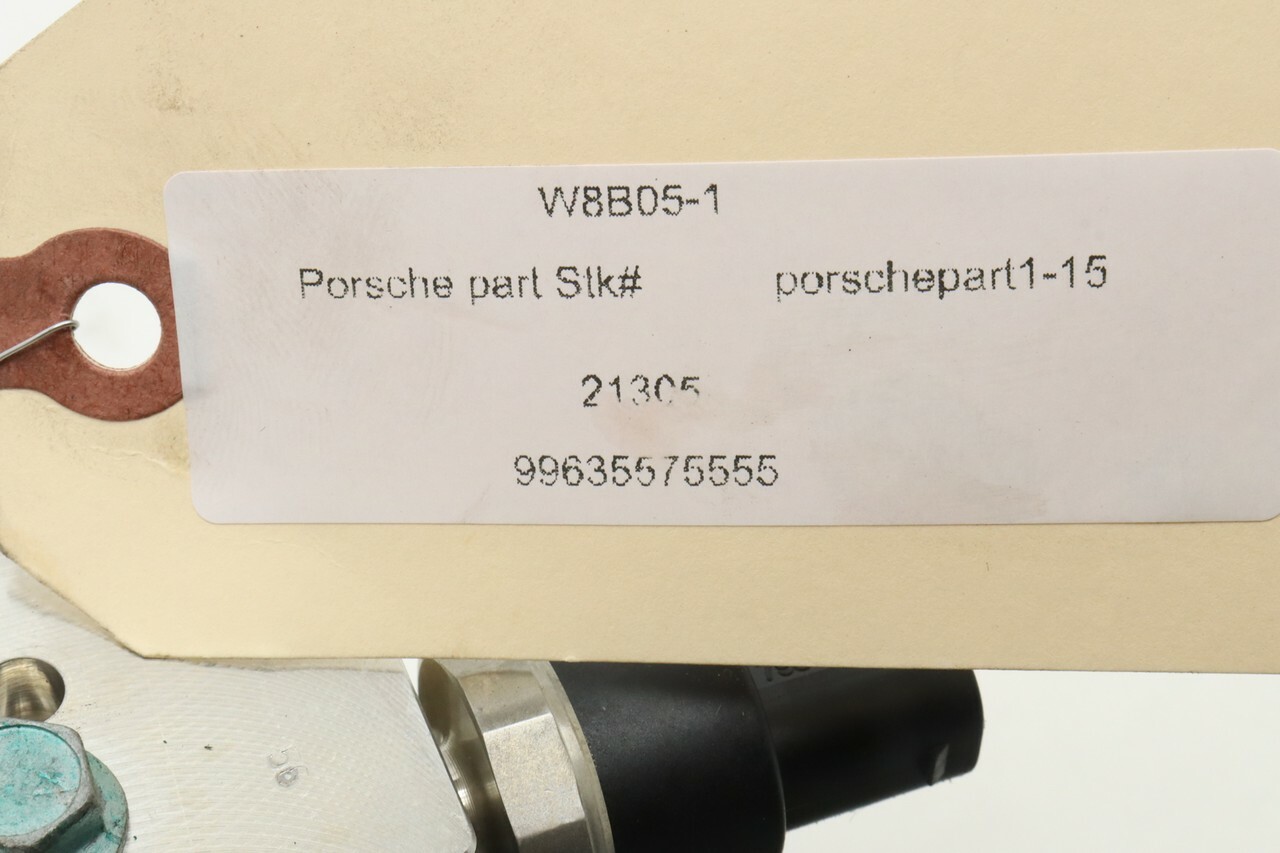 W8B05-1
Porsche part Stk# porschepart1-15
21305
99635575555